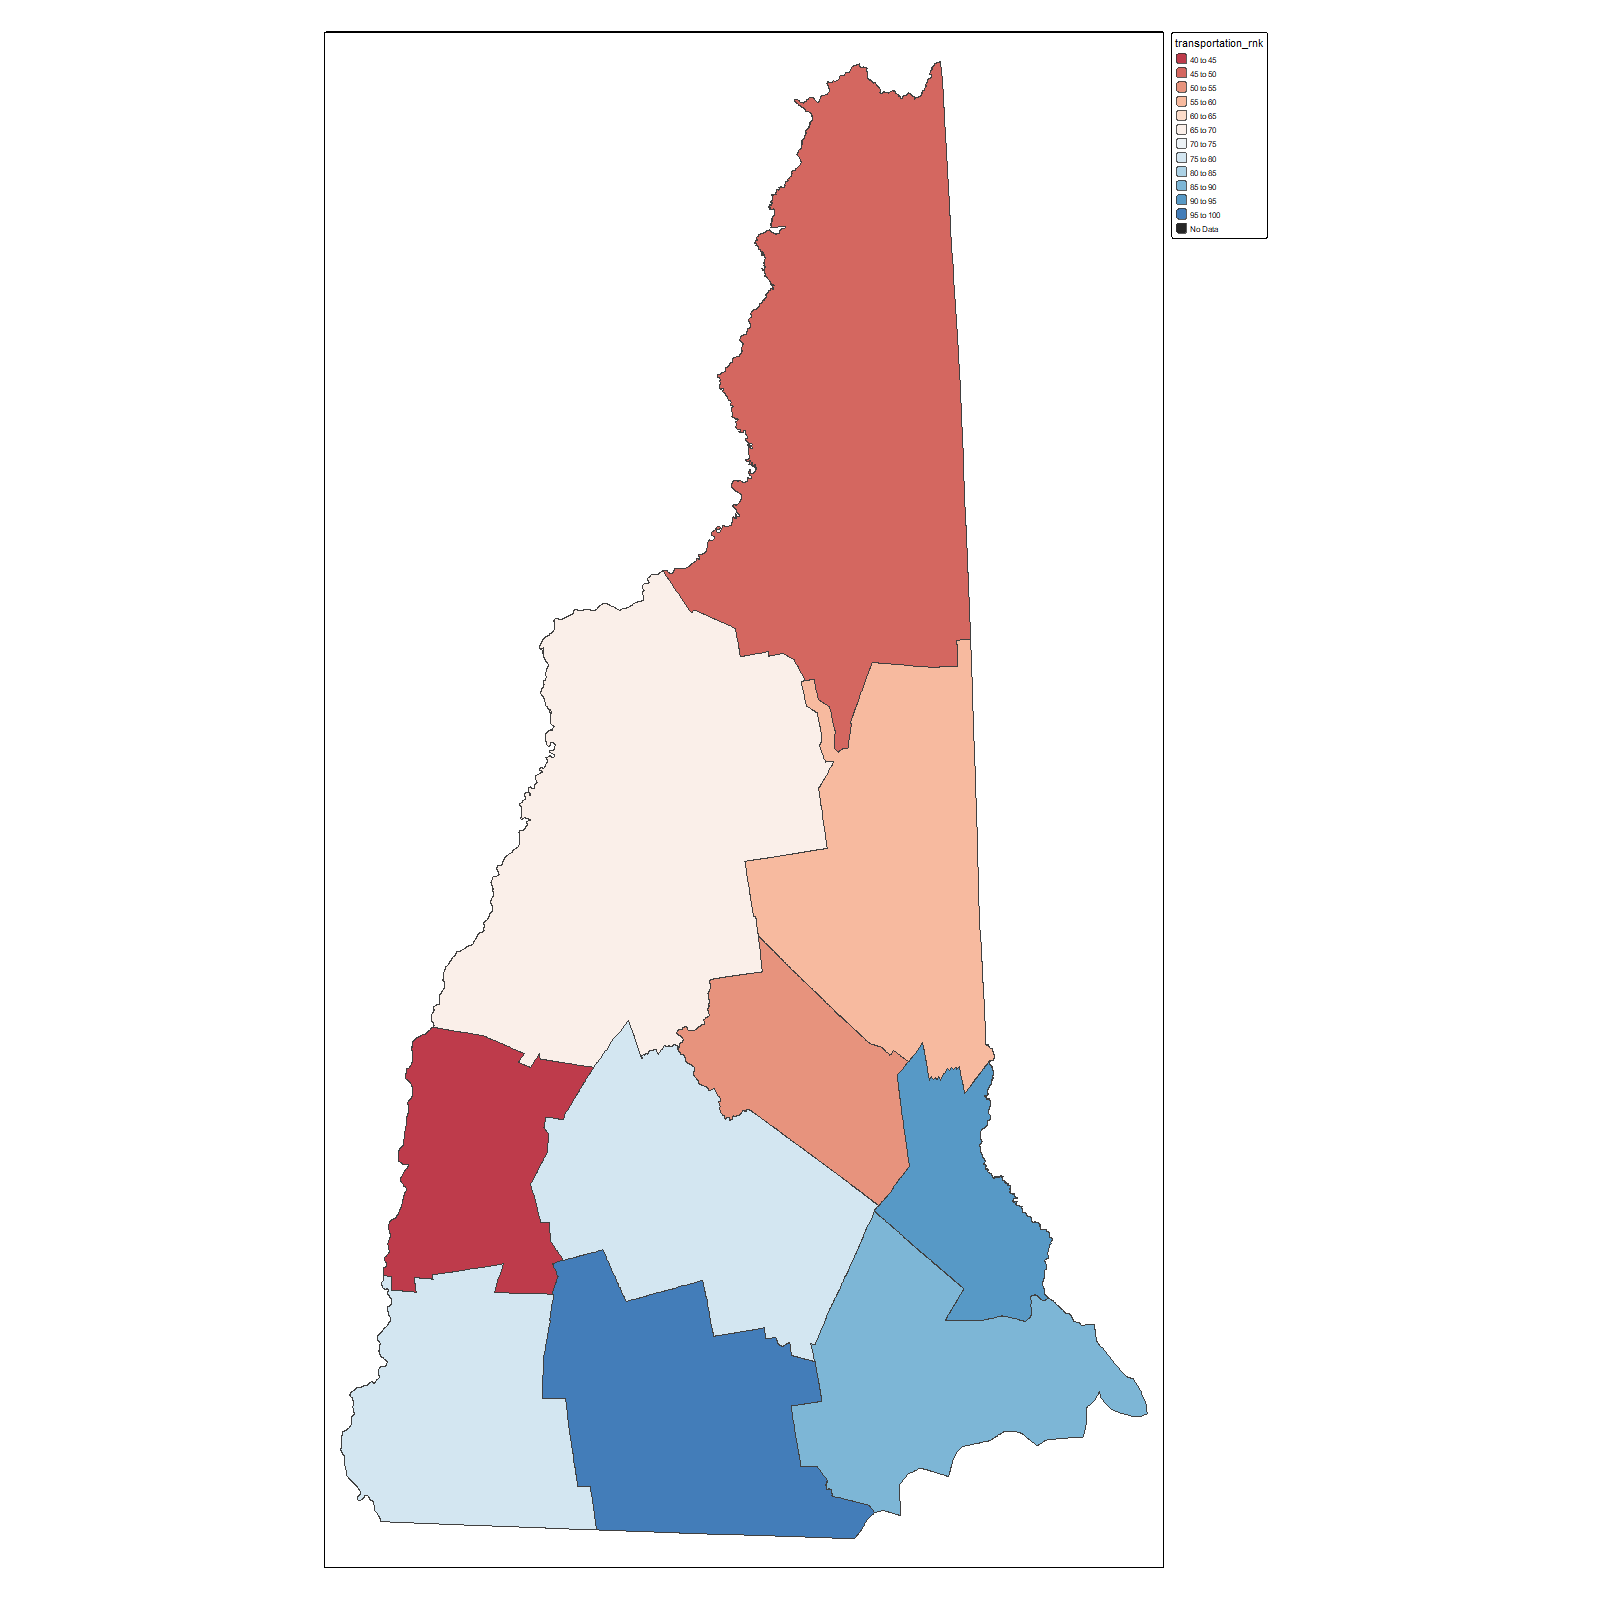 transportation_rnk
40 to 45
45 to 50
50 to 55
55 to 60
60 to 65
65 to 70
70 to 75
75 to 80
80 to 85
85 to 90
90 to 95
95 to 100
No Data